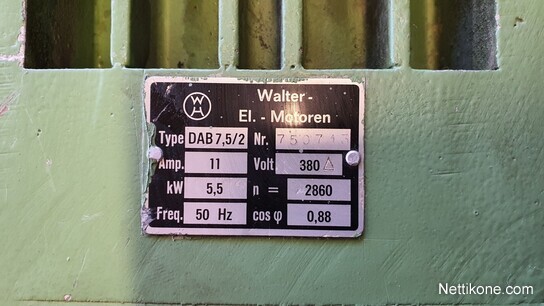 Walter -
El. - Motoren
Type DAB 7,5/2 Nr.
Amp. 11 Volt 380 Δ
kW 5,5 n = 2860
Freq. 50 Hz cos φ 0,88
Nettikone.com